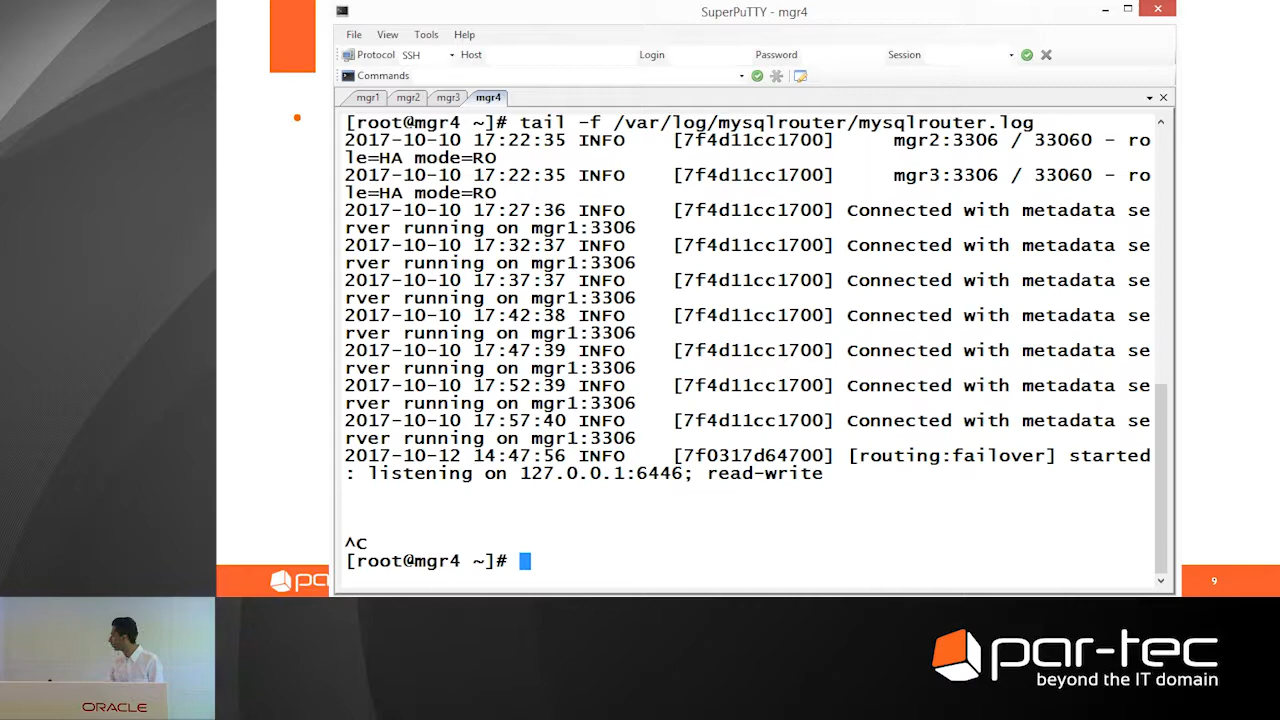 SuperPuTTY - mgr4
File View Tools Help
Protocol SSH Host Login Password Session
Commands
mgr1 mgr2 mgr3 mgr4
[root@mgr4 ~]# tail -f /var/log/mysqlrouter/mysqlrouter.log
2017-10-10 17:22:35 INFO [7f4d11cc1700] mgr2:3306 / 33060 - ro
le=HA mode=RO
2017-10-10 17:22:35 INFO [7f4d11cc1700] mgr3:3306 / 33060 - ro
le=HA mode=RO
2017-10-10 17:27:36 INFO [7f4d11cc1700] Connected with metadata se
rver running on mgr1:3306
2017-10-10 17:32:37 INFO [7f4d11cc1700] Connected with metadata se
rver running on mgr1:3306
2017-10-10 17:37:37 INFO [7f4d11cc1700] Connected with metadata se
rver running on mgr1:3306
2017-10-10 17:42:38 INFO [7f4d11cc1700] Connected with metadata se
rver running on mgr1:3306
2017-10-10 17:47:39 INFO [7f4d11cc1700] Connected with metadata se
rver running on mgr1:3306
2017-10-10 17:52:39 INFO [7f4d11cc1700] Connected with metadata se
rver running on mgr1:3306
2017-10-10 17:57:40 INFO [7f4d11cc1700] Connected with metadata se
rver running on mgr1:3306
2017-10-12 14:47:56 INFO [7f0317d64700] [routing:failover] started
: listening on 127.0.0.1:6446; read-write
^C
[root@mgr4 ~]#
pa
9
par-tec
beyond the IT domain
ORACLE